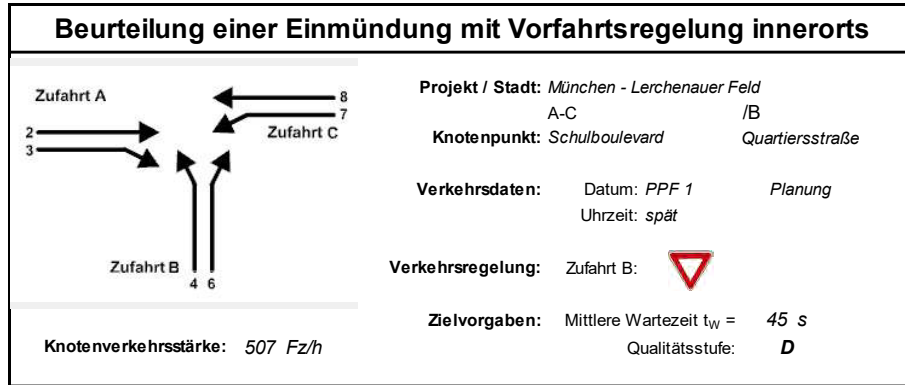 Beurteilung einer Einmündung mit Vorfahrtsregelung innerorts
Zufahrt A
8
7
Zufahrt C
2
3
Zufahrt B
4 6
Knotenverkehrsstärke: 507 Fz/h
Projekt / Stadt: München - Lerchenauer Feld
A-C /B
Knotenpunkt: Schulboulevard Quartiersstraße
Verkehrsdaten: Datum: PPF 1 Planung
Uhrzeit: spät
Verkehrsregelung: Zufahrt B:
Zielvorgaben: Mittlere Wartezeit tW = 45 s
Qualitätsstufe: D